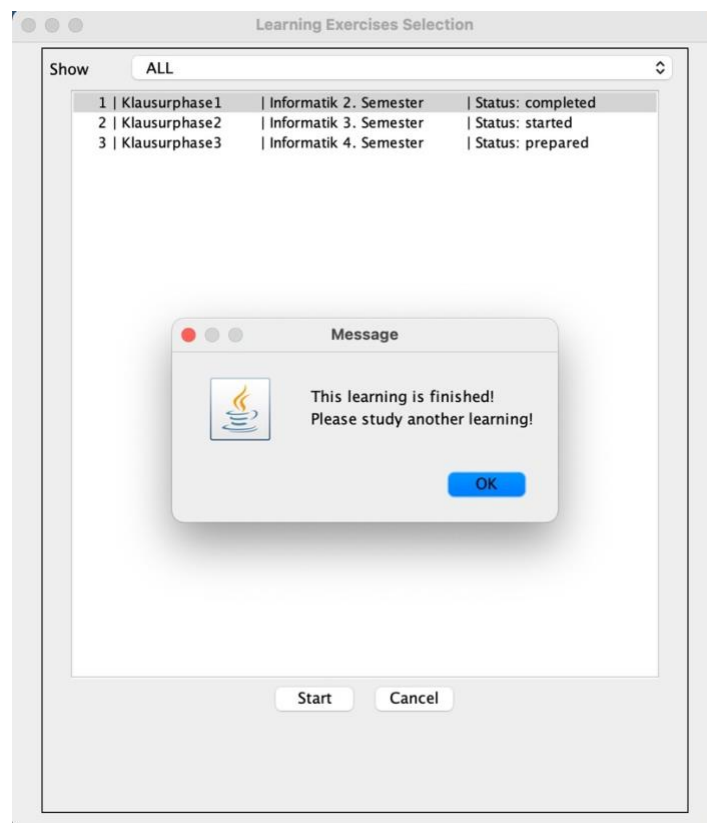 Learning Exercises Selection
Show ALL
1 | Klausurphase1 | Informatik 2. Semester | Status: completed
2 | Klausurphase2 | Informatik 3. Semester | Status: started
3 | Klausurphase3 | Informatik 4. Semester | Status: prepared
Message
This learning is finished!
Please study another learning!
OK
Start Cancel